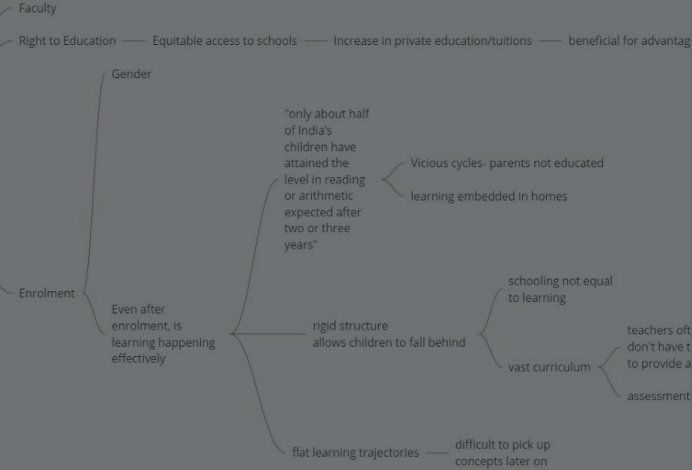 Faculty
Right to Education
Equitable access to schools
Increase in private education/tuitions
beneficial for
Gender
"only about half
of India's
children have
attained the
level in reading
or arithmetic
expected after
two or three
years"
Vicious cycles- parents not educated
learning embedded in homes
Enrolment
Even after
enrolment, is
learning happening
effectively
rigid structure
allows children to fall behind
schooling not equal
to learning
vast curriculum
teachers
don't have
to provide a
assessment
flat learning trajectories
difficult to pick up
concepts later on